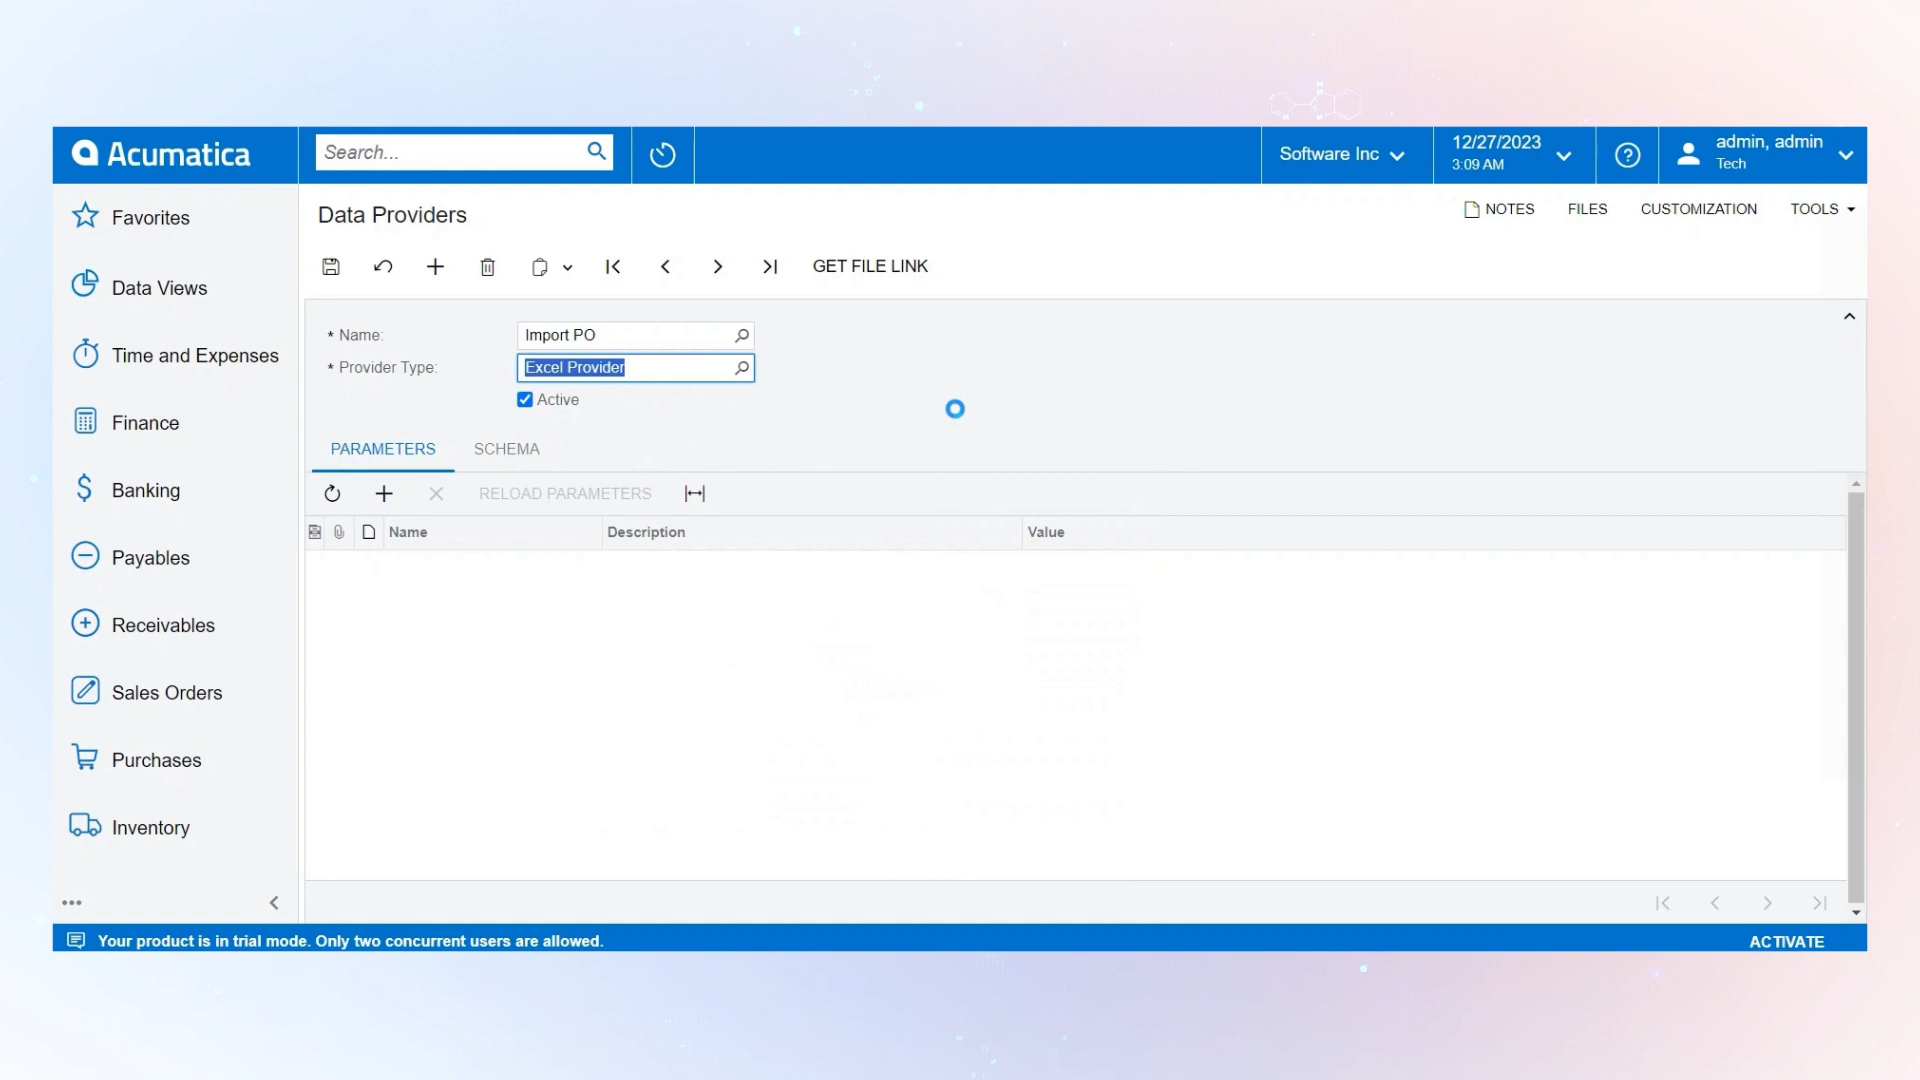 Acumatica
Search...
Software Inc
12/27/2023
3:09 AM
admin, admin
Tech
Favorites
Data Views
Time and Expenses
Finance
Banking
Payables
Receivables
Sales Orders
Purchases
Inventory
Data Providers
NOTES
FILES
CUSTOMIZATION
TOOLS
GET FILE LINK
* Name: Import PO
* Provider Type: Excel Provider
Active
PARAMETERS SCHEMA
RELOAD PARAMETERS
Name Description Value
Your product is in trial mode. Only two concurrent users are allowed.
ACTIVATE